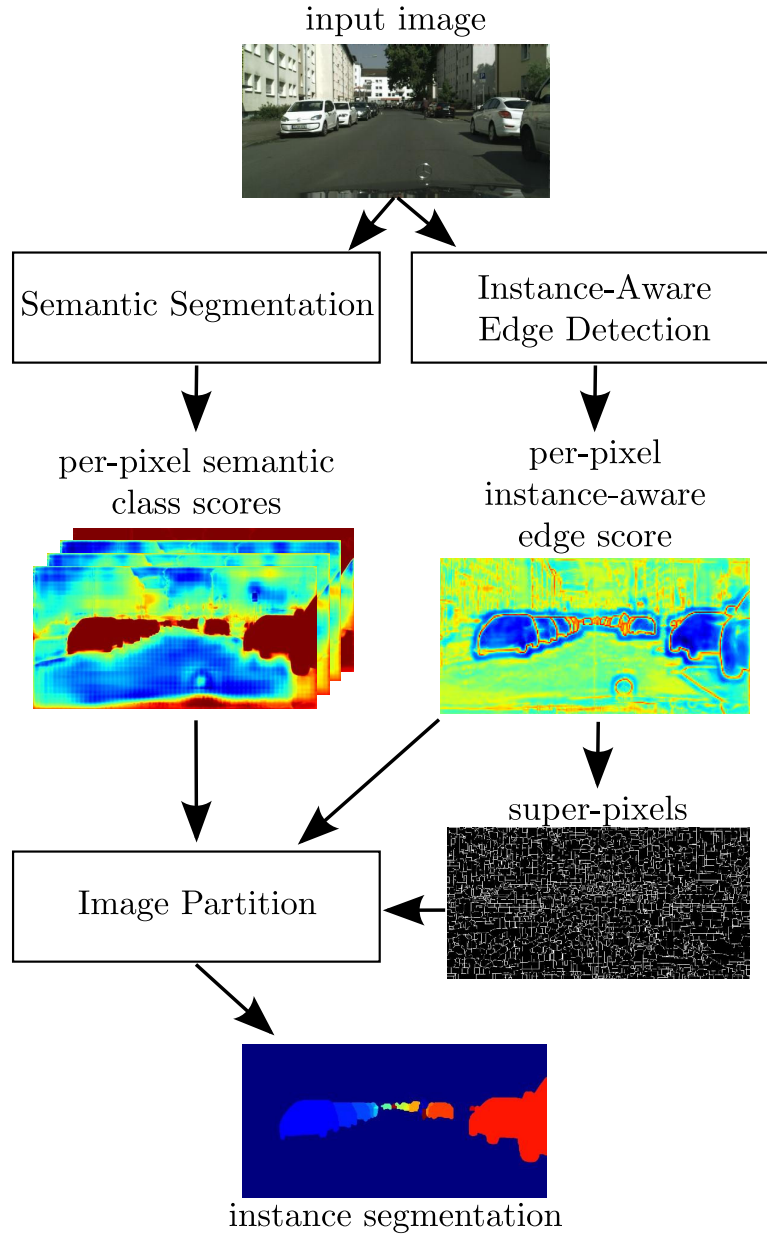 input image
Semantic Segmentation
Instance-Aware
Edge Detection
per-pixel semantic
class scores
per-pixel
instance-aware
edge score
super-pixels
Image Partition
instance segmentation